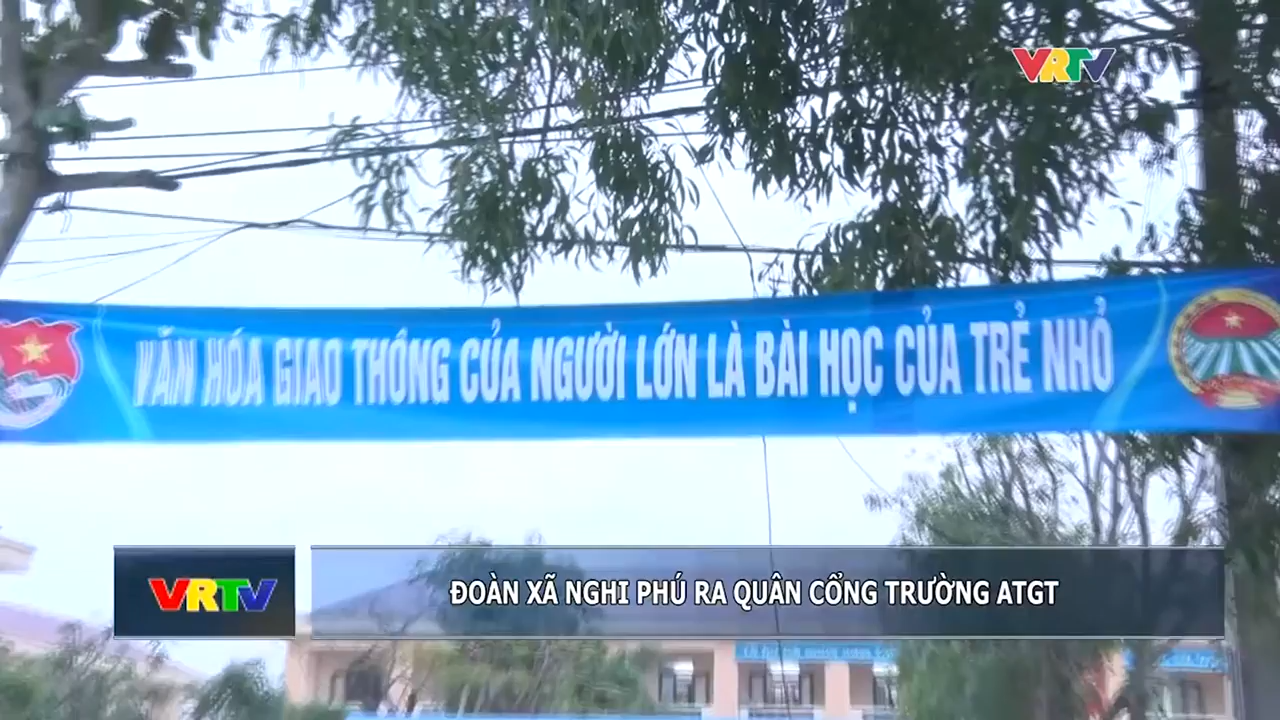 VRTV
VĂN HÓA GIAO THÔNG CỦA NGƯỜI LỚN LÀ BÀI HỌC CỦA TRẺ NHỎ
VRTV
ĐOÀN XÃ NGHI PHÚ RA QUÂN CỔNG TRƯỜNG ATGT